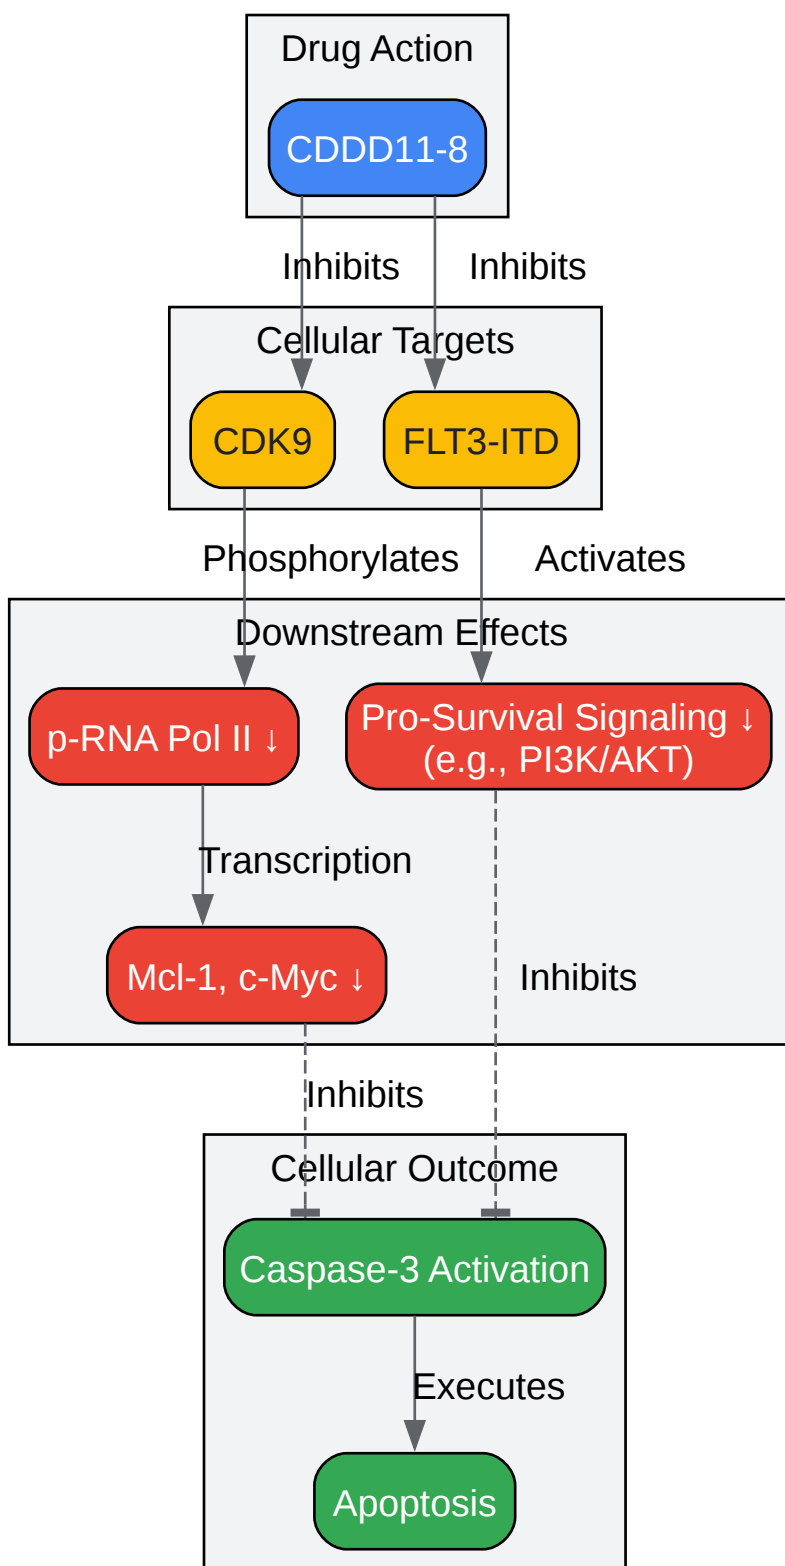 Drug Action
CDDD11-8
Inhibits
Inhibits
Cellular Targets
CDK9
FLT3-ITD
Phosphorylates
Activates
Downstream Effects
p-RNA Pol II ↓
Pro-Survival Signaling ↓
(e.g., PI3K/AKT)
Transcription
Mcl-1, c-Myc ↓
Inhibits
Inhibits
Cellular Outcome
Caspase-3 Activation
Executes
Apoptosis